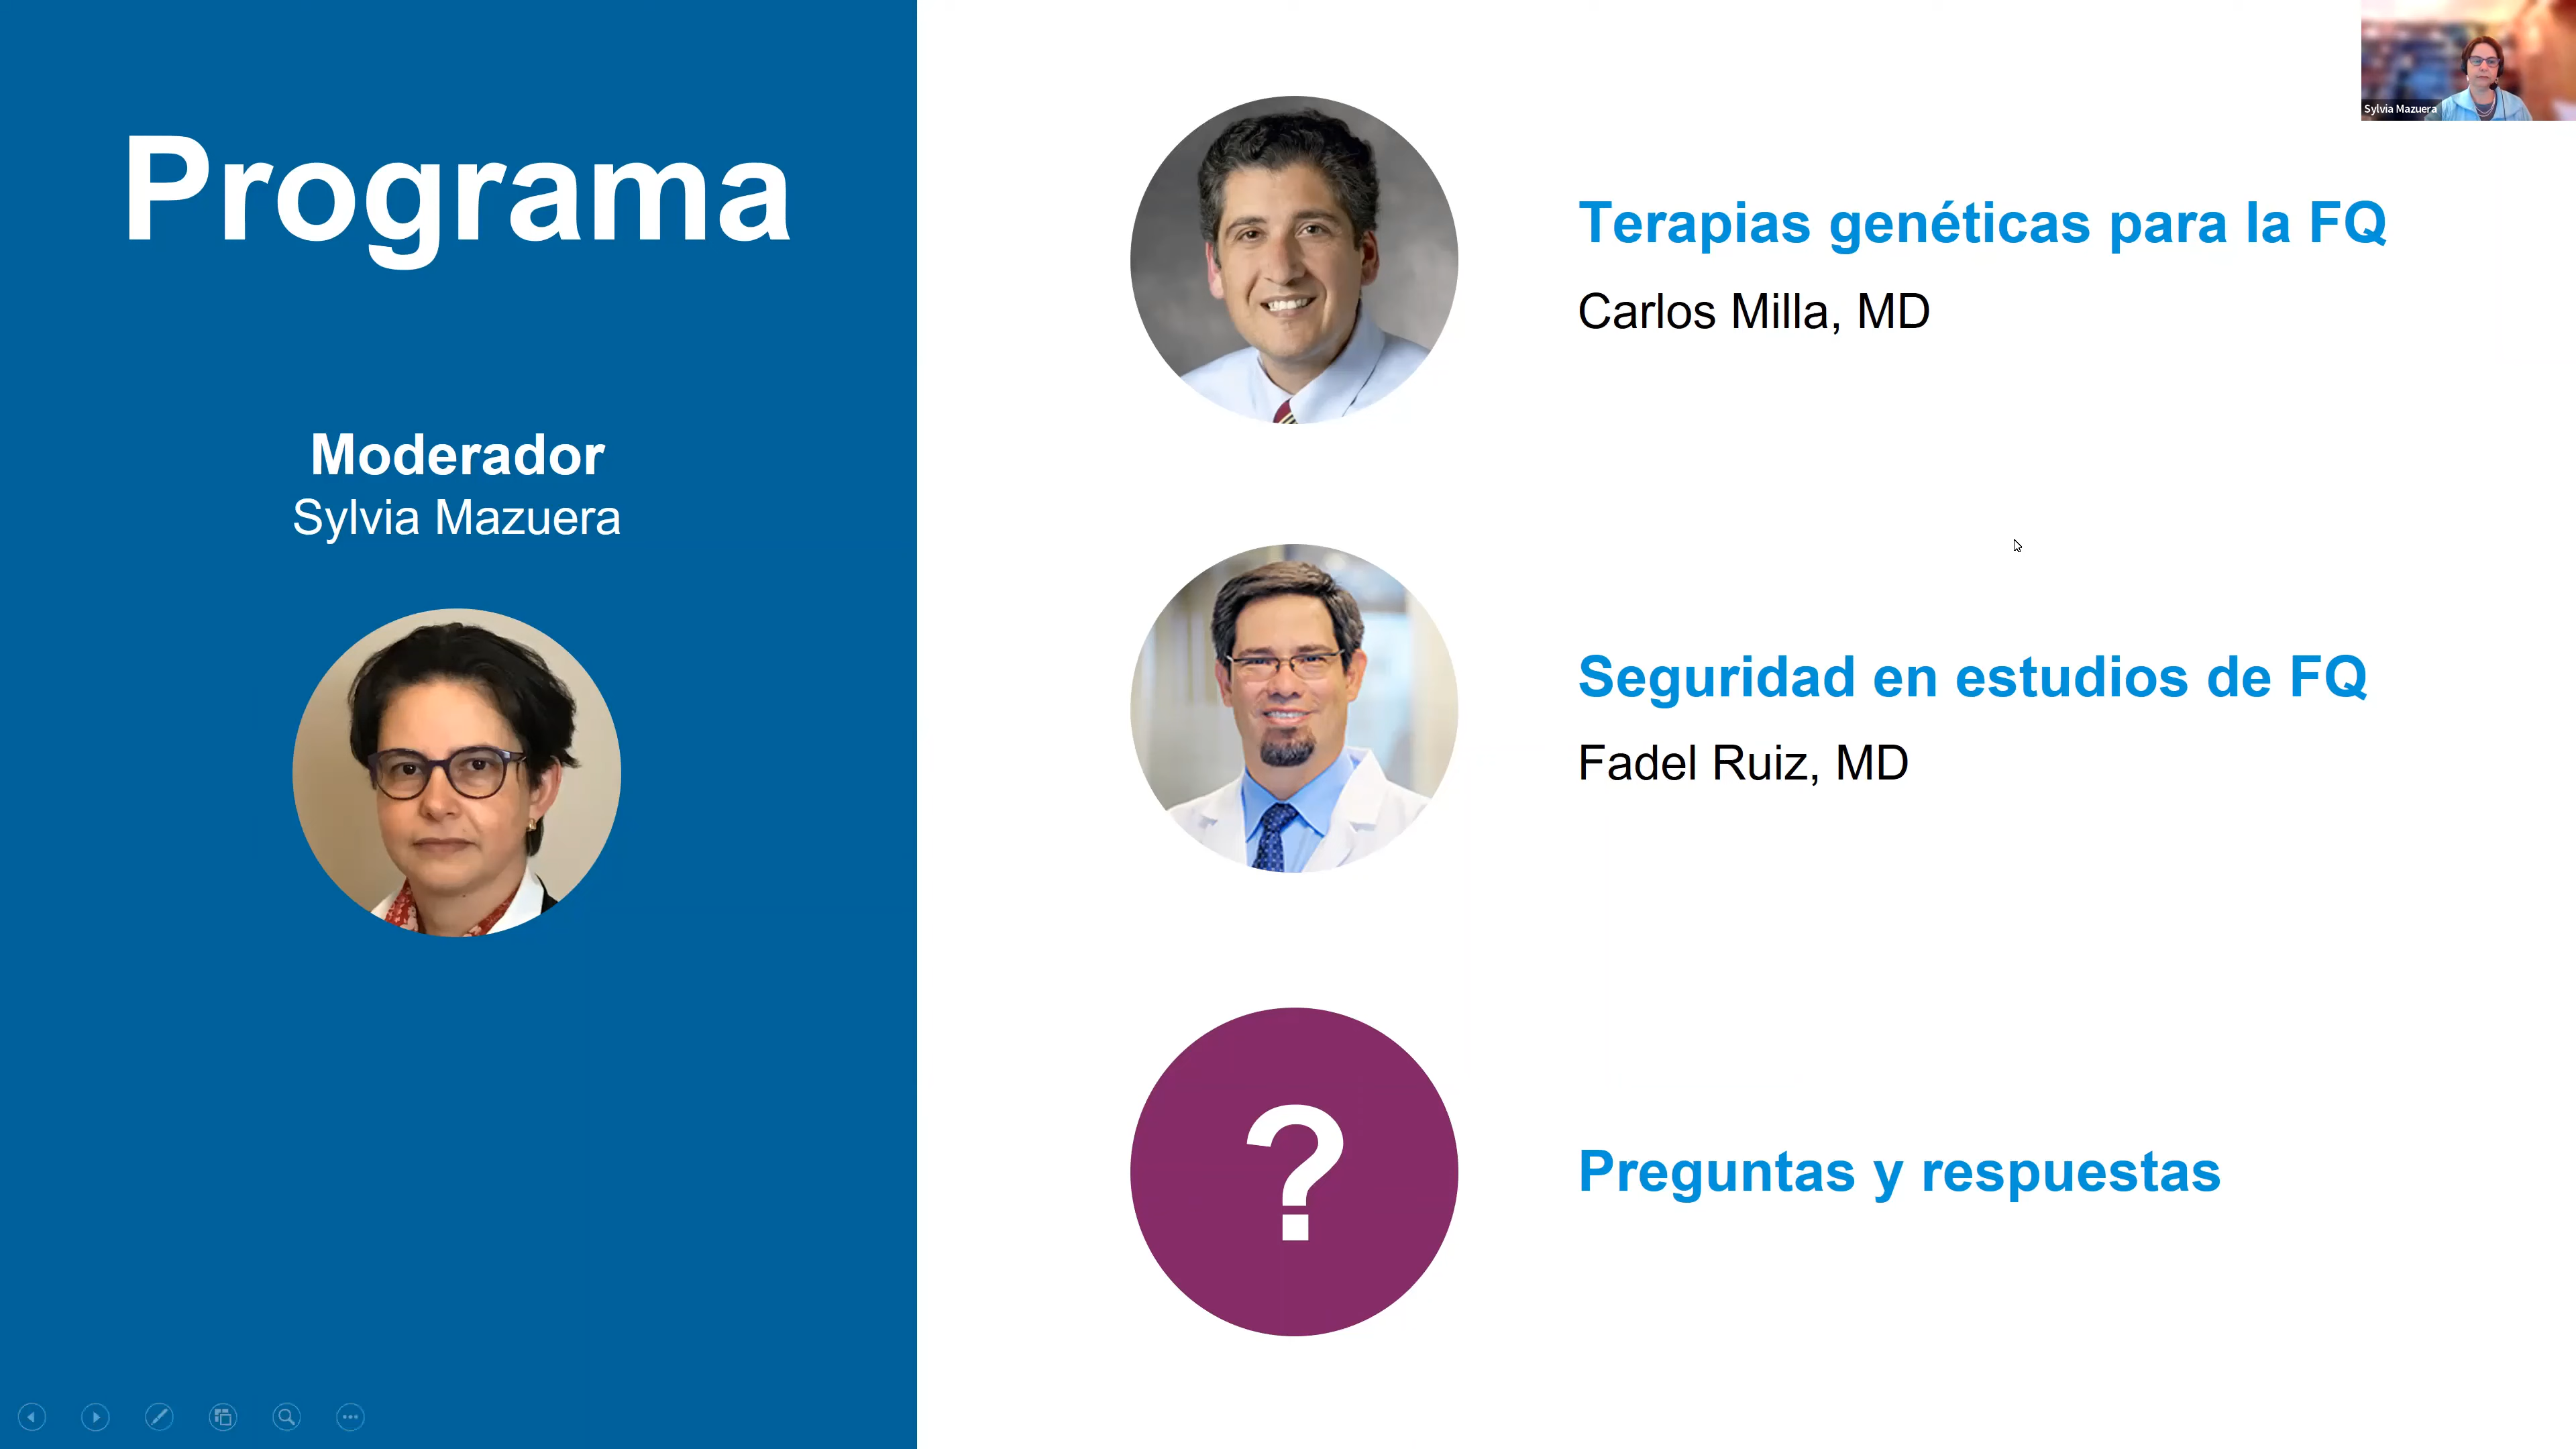 Programa
Moderador
Sylvia Mazuera
Terapias genéticas para la FQ
Carlos Milla, MD
Seguridad en estudios de FQ
Fadel Ruiz, MD
?
Preguntas y respuestas
Sylvia Mazuera